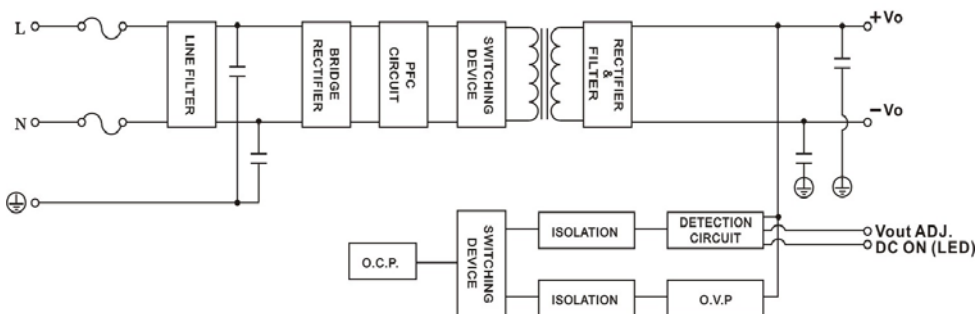 L
N
LINE FILTER
BRIDGE
RECTIFIER
PFC
CIRCUIT
SWITCHING
DEVICE
RECTIFIER
&
FILTER
+Vo
-Vo
O.C.P.
SWITCHING
DEVICE
ISOLATION
DETECTION
CIRCUIT
Vout ADJ.
DC ON (LED)
ISOLATION
O.V.P